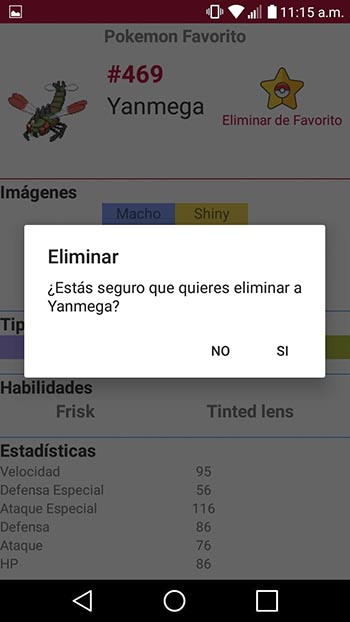 11:15 a.m.
Pokemon Favorito
#469
Yanmega
Eliminar de Favorito
Imágenes
Macho Shiny
Eliminar
¿Estás seguro que quieres eliminar a
Yanmega?
NO SI
Habilidades
Frisk Tinted lens
Estadísticas
Velocidad 95
Defensa Especial 56
Ataque Especial 116
Defensa 86
Ataque 76
HP 86